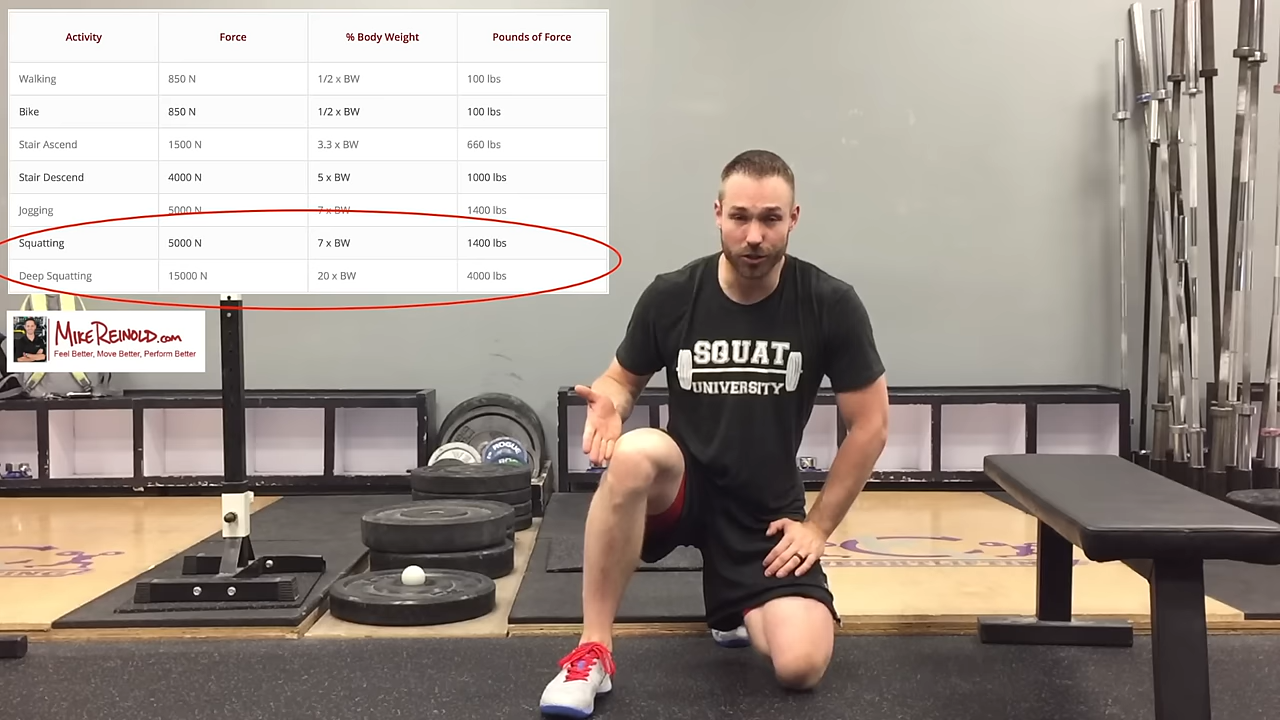 Activity Force % Body Weight Pounds of Force
Walking 850 N 1/2 x BW 100 lbs
Bike 850 N 1/2 x BW 100 lbs
Stair Ascend 1500 N 3.3 x BW 660 lbs
Stair Descend 4000 N 5 x BW 1000 lbs
Jogging 5000 N 7 x BW 1400 lbs
Squatting 5000 N 7 x BW 1400 lbs
Deep Squatting 15000 N 20 x BW 4000 lbs
MikeReinold.com
Feel Better, Move Better, Perform Better
SQUAT
UNIVERSITY
ROGUE